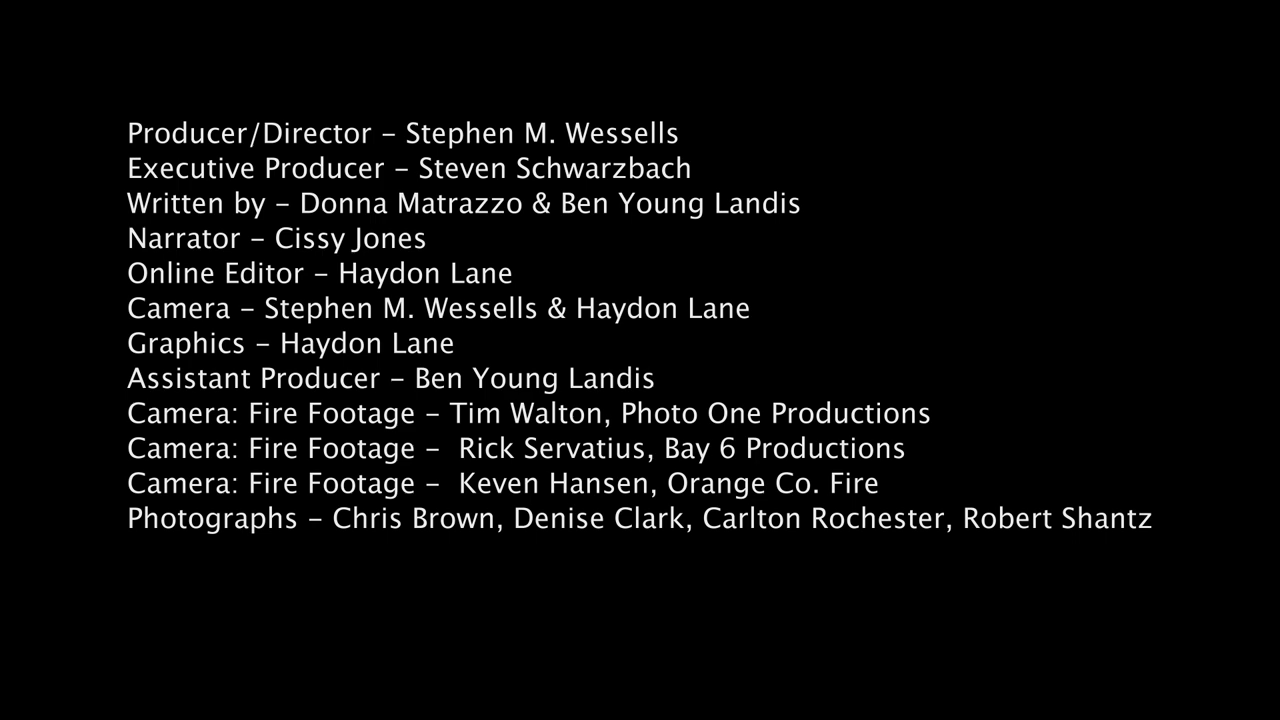 Producer/Director – Stephen M. Wessells
Executive Producer – Steven Schwarzbach
Written by – Donna Matrazzo & Ben Young Landis
Narrator – Cissy Jones
Online Editor – Haydon Lane
Camera – Stephen M. Wessells & Haydon Lane
Graphics – Haydon Lane
Assistant Producer – Ben Young Landis
Camera: Fire Footage – Tim Walton, Photo One Productions
Camera: Fire Footage –  Rick Servatius, Bay 6 Productions
Camera: Fire Footage –  Keven Hansen, Orange Co. Fire
Photographs – Chris Brown, Denise Clark, Carlton Rochester, Robert Shantz